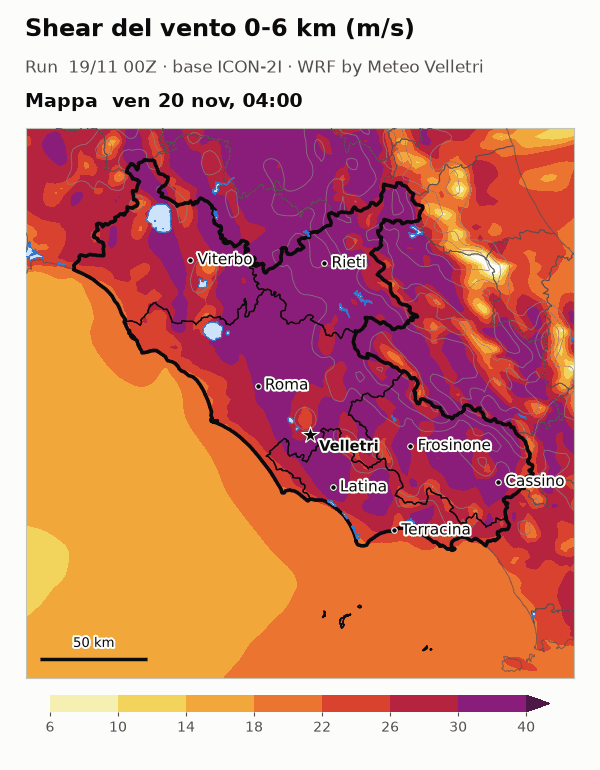 Shear del vento 0-6 km (m/s)
Run 19/11 00Z · base ICON-2I · WRF by Meteo Velletri
Mappa ven 20 nov, 04:00
Viterbo
Rieti
Roma
Velletri
Frosinone
Latina
Cassino
Terracina
50 km
6 10 14 18 22 26 30 40